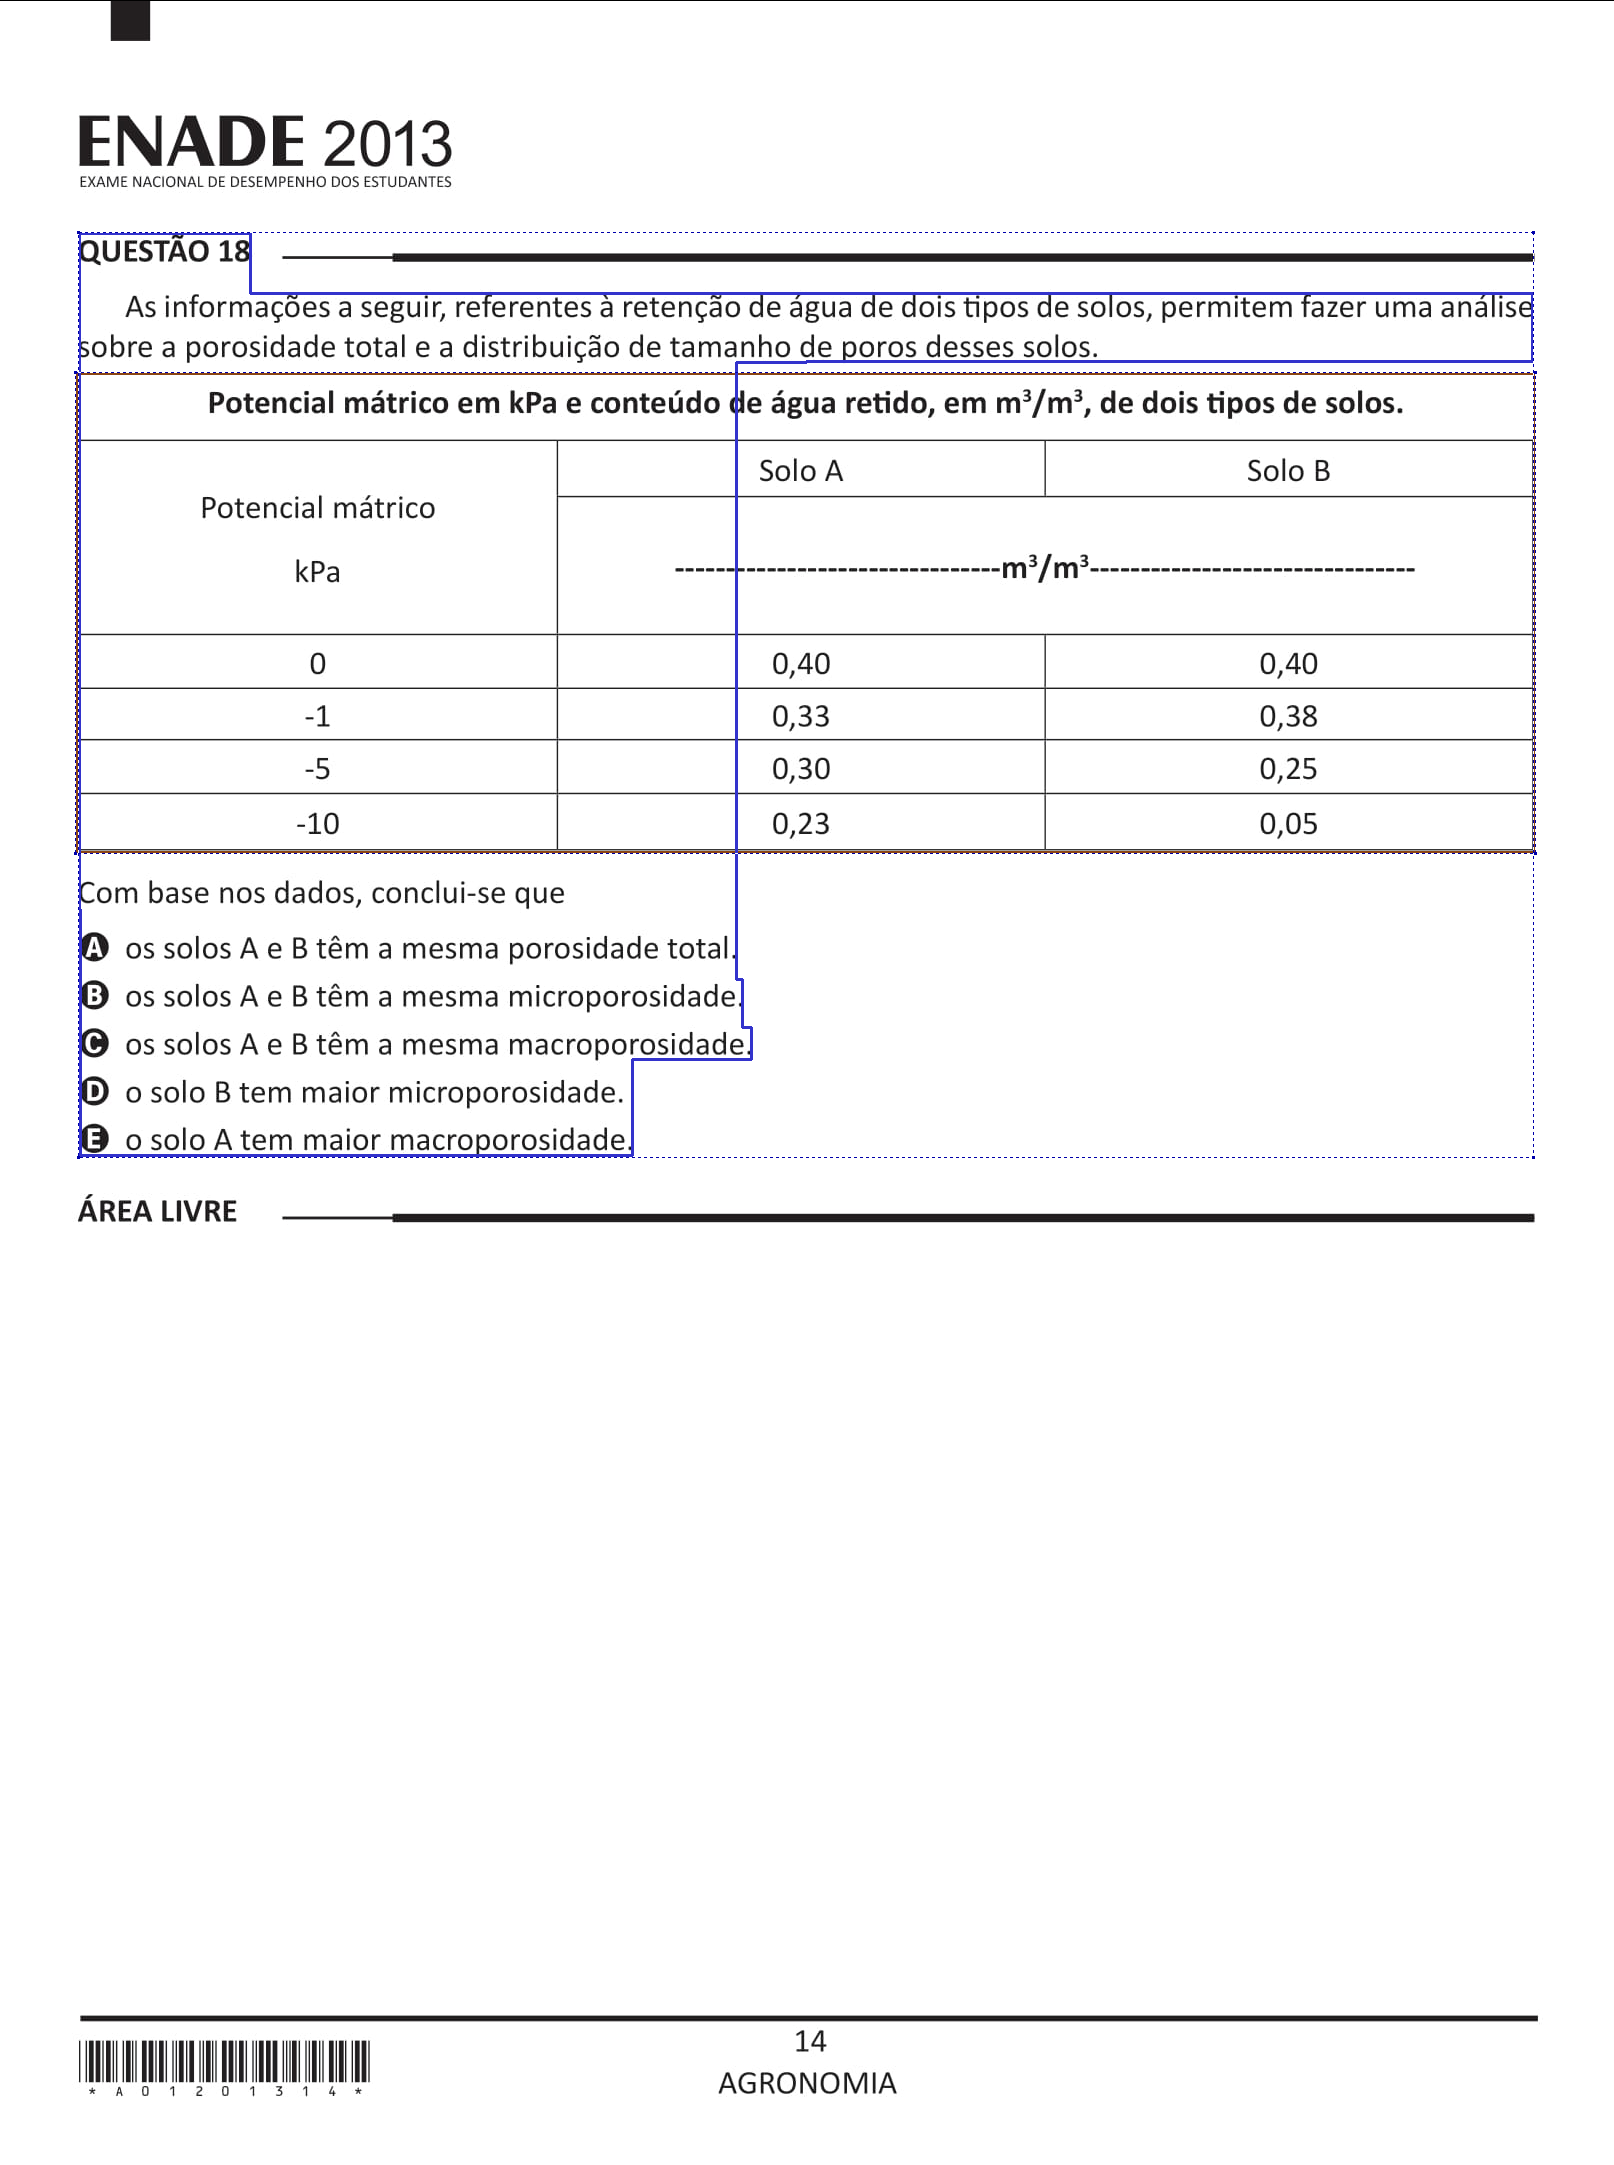 ENADE 2013
EXAME NACIONAL DE DESEMPENHO DOS ESTUDANTES
QUESTÃO 18
As informações a seguir, referentes à retenção de água de dois tipos de solos, permitem fazer uma análise
sobre a porosidade total e a distribuição de tamanho de poros desses solos.
Potencial mátrico em kPa e conteúdo de água retido, em m³/m³, de dois tipos de solos.
Potencial mátrico
kPa
Solo A Solo B
--------------------------------m³/m³--------------------------------
0 0,40 0,40
-1 0,33 0,38
-5 0,30 0,25
-10 0,23 0,05
Com base nos dados, conclui-se que
A os solos A e B têm a mesma porosidade total.
B os solos A e B têm a mesma microporosidade.
C os solos A e B têm a mesma macroporosidade.
D o solo B tem maior microporosidade.
E o solo A tem maior macroporosidade.
ÁREA LIVRE
14
AGRONOMIA
* A 0 1 2 0 1 3 1 4 *